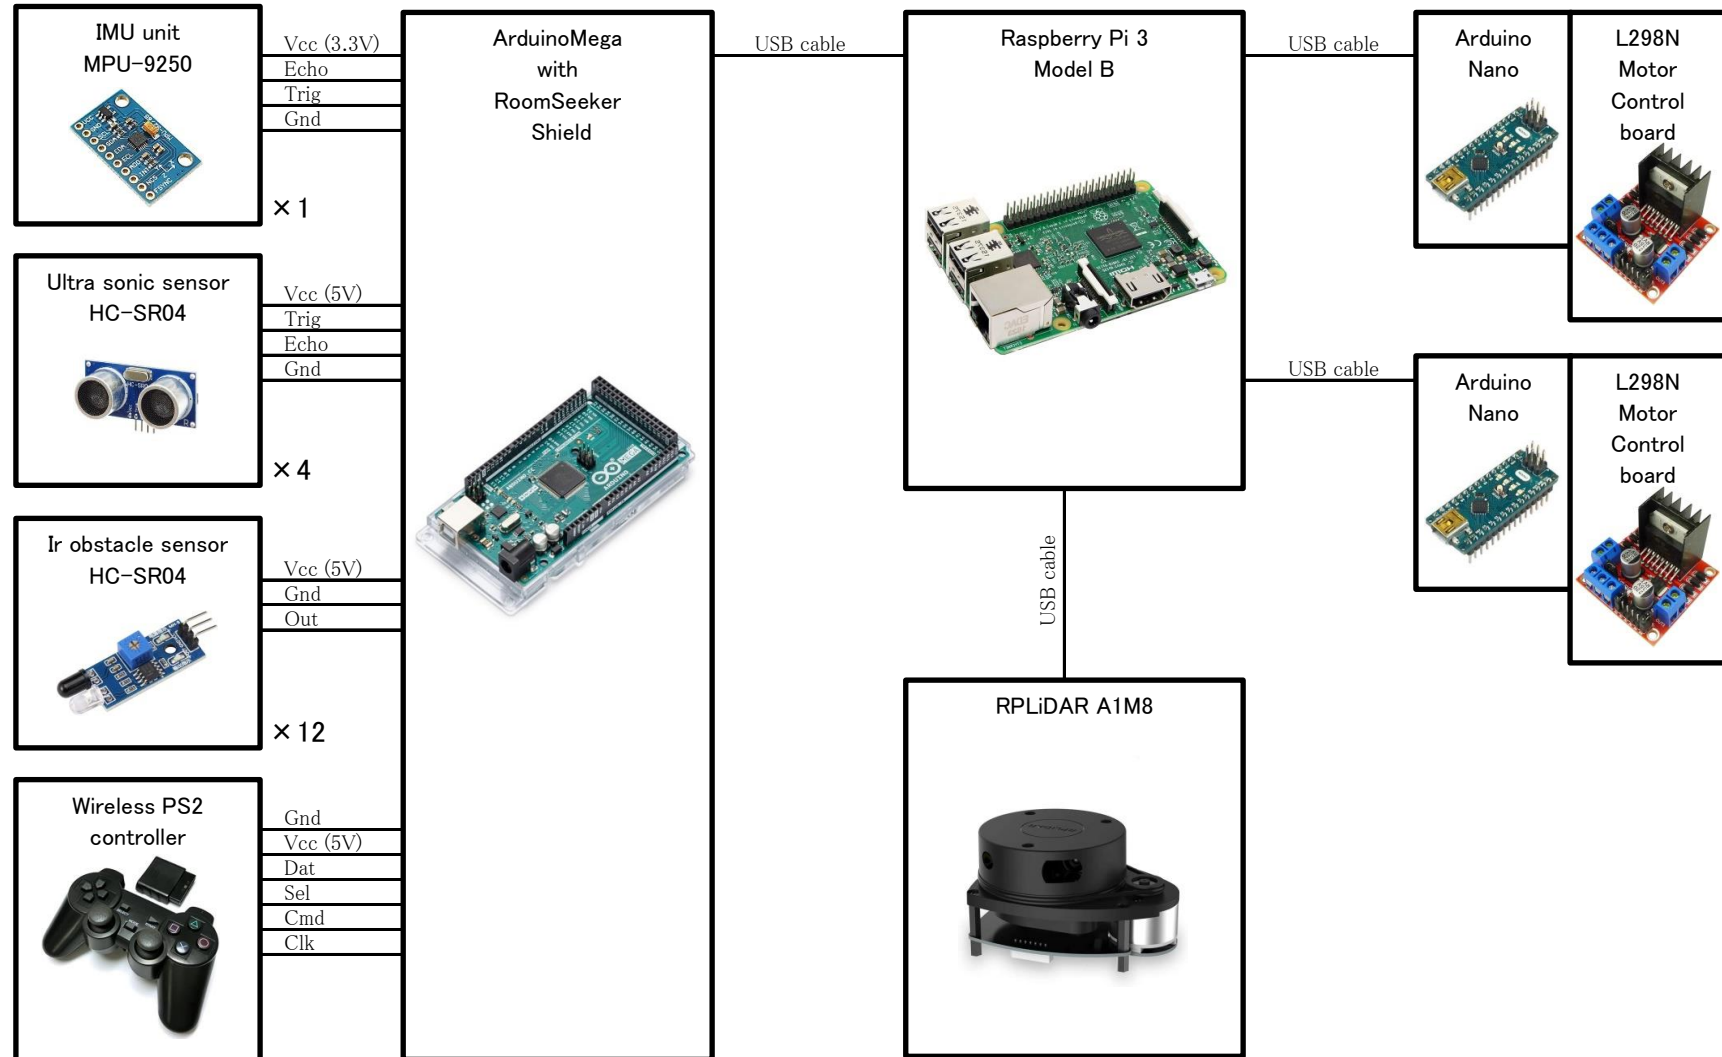 IMU unit
MPU-9250
Vcc (3.3V)
Echo
Trig
Gnd
×1
Ultra sonic sensor
HC-SR04
Vcc (5V)
Trig
Echo
Gnd
×4
Ir obstacle sensor
HC-SR04
Vcc (5V)
Gnd
Out
×12
Wireless PS2
controller
Gnd
Vcc (5V)
Dat
Sel
Cmd
Clk
ArduinoMega
with
RoomSeeker
Shield
USB cable
Raspberry Pi 3
Model B
USB cable
RPLiDAR A1M8
USB cable
Arduino
Nano
L298N
Motor
Control
board
USB cable
Arduino
Nano
L298N
Motor
Control
board